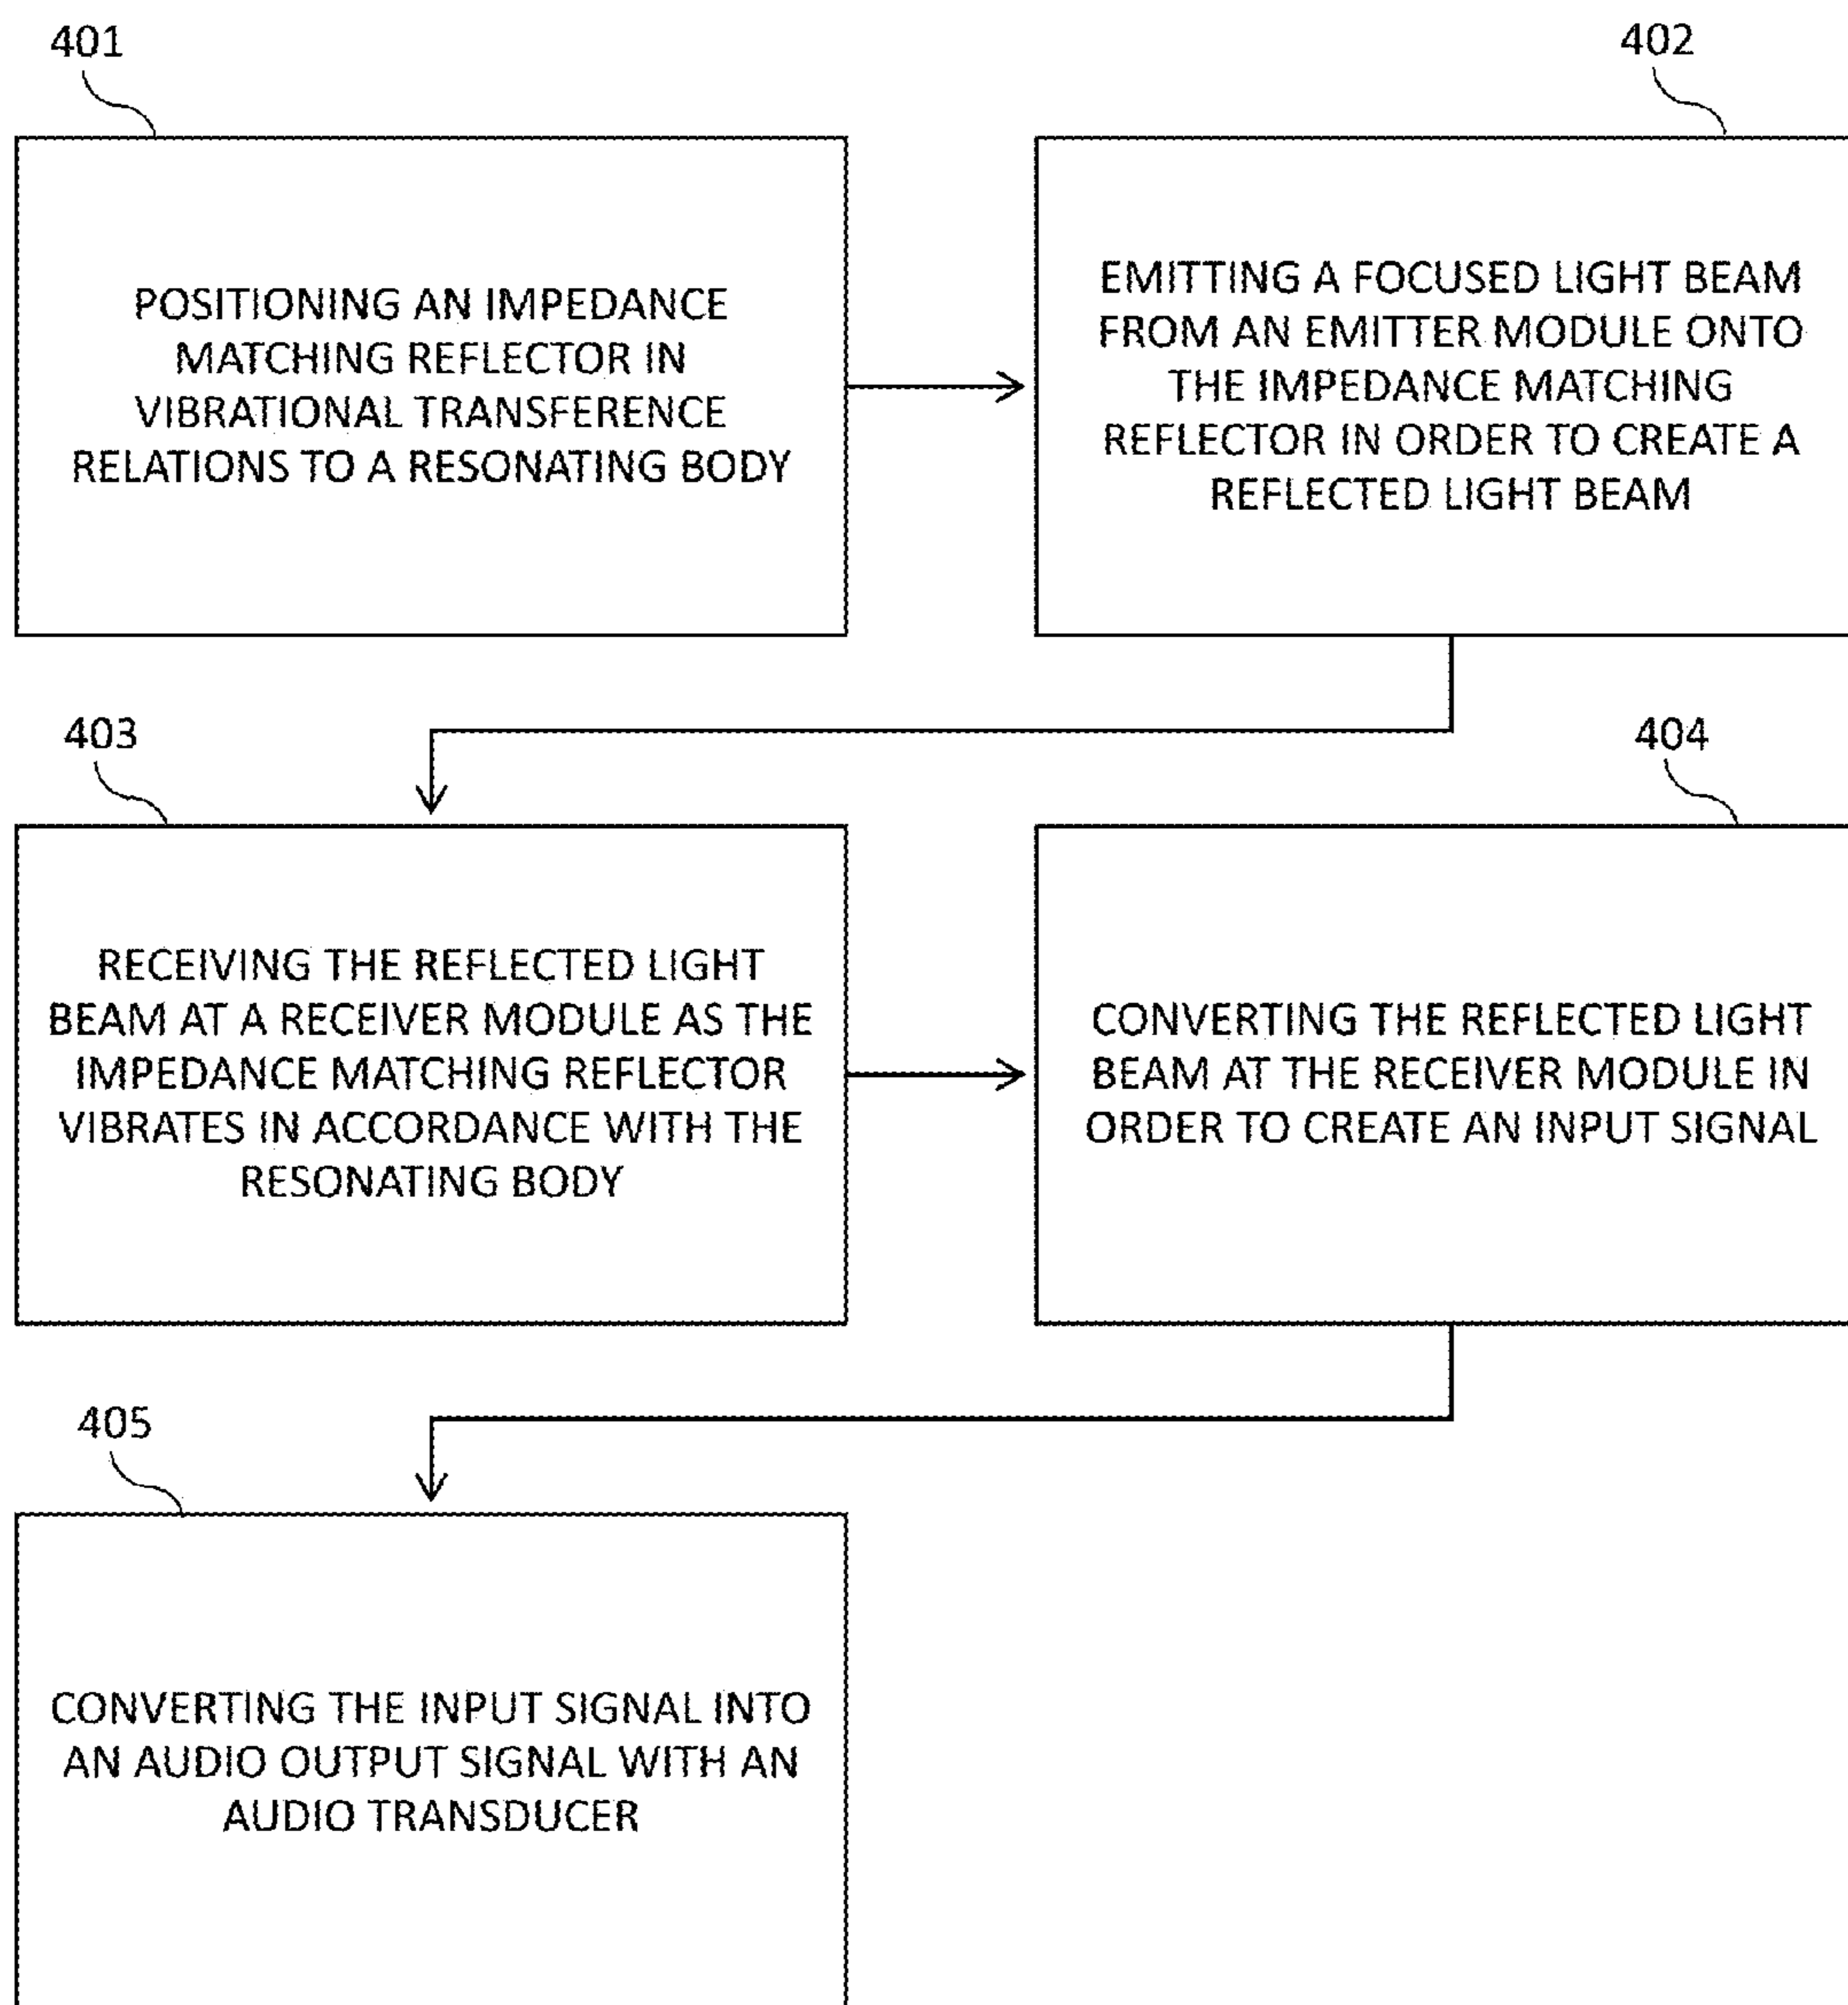 401
POSITIONING AN IMPEDANCE
MATCHING REFLECTOR IN
VIBRATIONAL TRANSFERENCE
RELATIONS TO A RESONATING BODY
402
EMITTING A FOCUSED LIGHT BEAM
FROM AN EMITTER MODULE ONTO
THE IMPEDANCE MATCHING
REFLECTOR IN ORDER TO CREATE A
REFLECTED LIGHT BEAM
403
RECEIVING THE REFLECTED LIGHT
BEAM AT A RECEIVER MODULE AS THE
IMPEDANCE MATCHING REFLECTOR
VIBRATES IN ACCORDANCE WITH THE
RESONATING BODY
404
CONVERTING THE REFLECTED LIGHT
BEAM AT THE RECEIVER MODULE IN
ORDER TO CREATE AN INPUT SIGNAL
405
CONVERTING THE INPUT SIGNAL INTO
AN AUDIO OUTPUT SIGNAL WITH AN
AUDIO TRANSDUCER